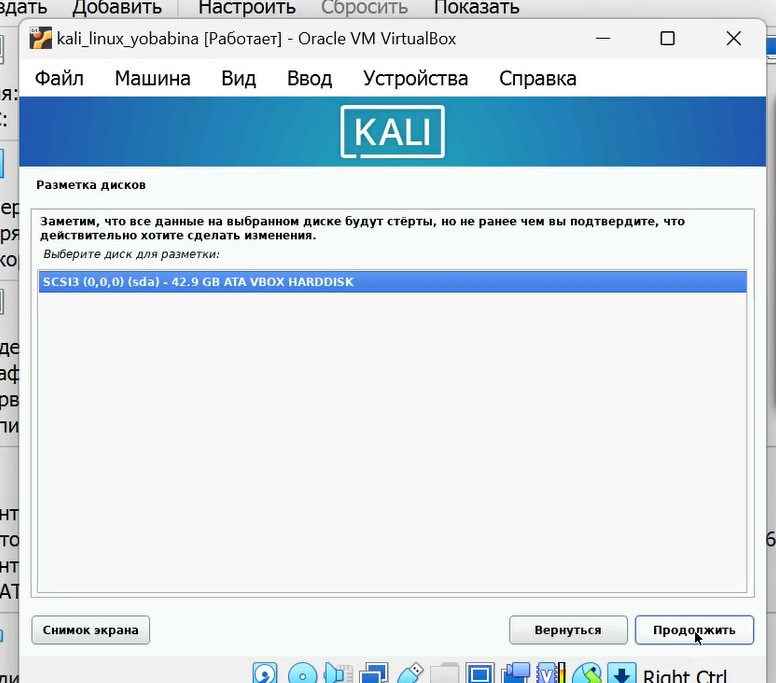 Добавить Настроить Сбросить Показать
kali_linux_yobabina [Работает] - Oracle VM VirtualBox
Файл Машина Вид Ввод Устройства Справка
KALI
Разметка дисков
Заметим, что все данные на выбранном диске будут стёрты, но не ранее чем вы подтвердите, что
действительно хотите сделать изменения.
Выберите диск для разметки:
SCSI3 (0,0,0) (sda) - 42.9 GB ATA VBOX HARDDISK
Снимок экрана Вернуться Продолжить
Right Ctrl